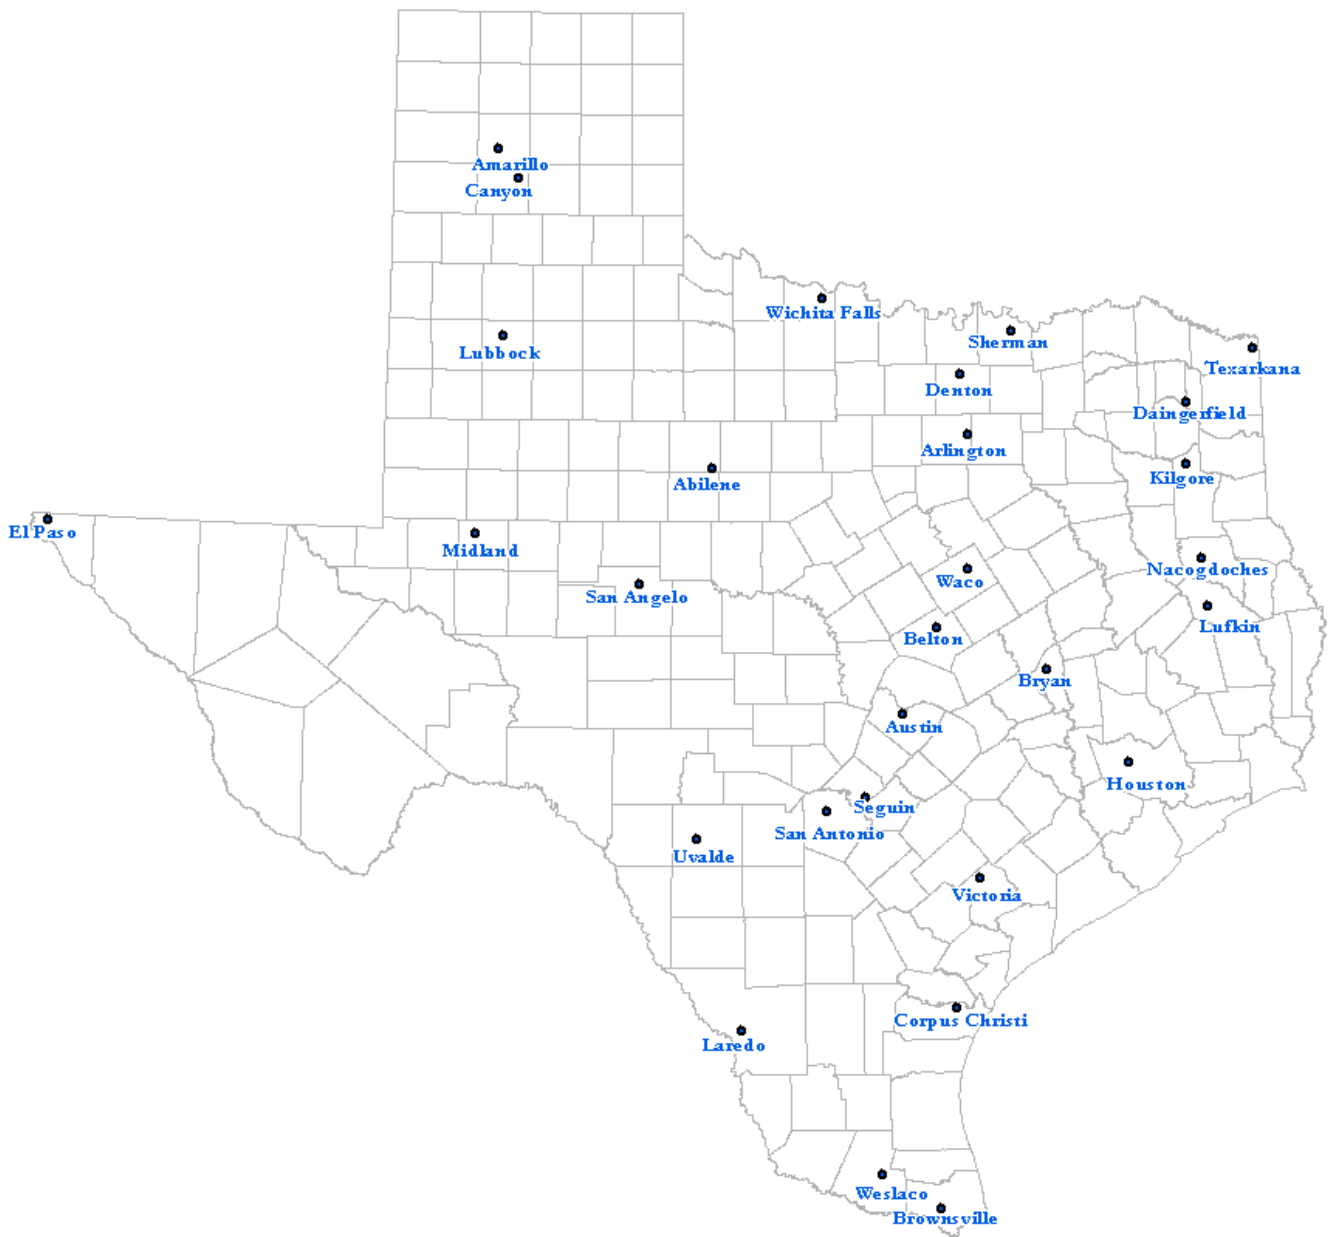 Amarillo
Canyon
Wichita Falls
Sherman
Lubbock
Texarkana
Denton
Daingerfield
Arlington
Kilgore
Abilene
El Paso
Midland
Nacogdoches
Waco
San Angelo
Lufkin
Belton
Bryan
Austin
Houston
Seguin
San Antonio
Uvalde
Victoria
Corpus Christi
Laredo
Weslaco
Brownsville